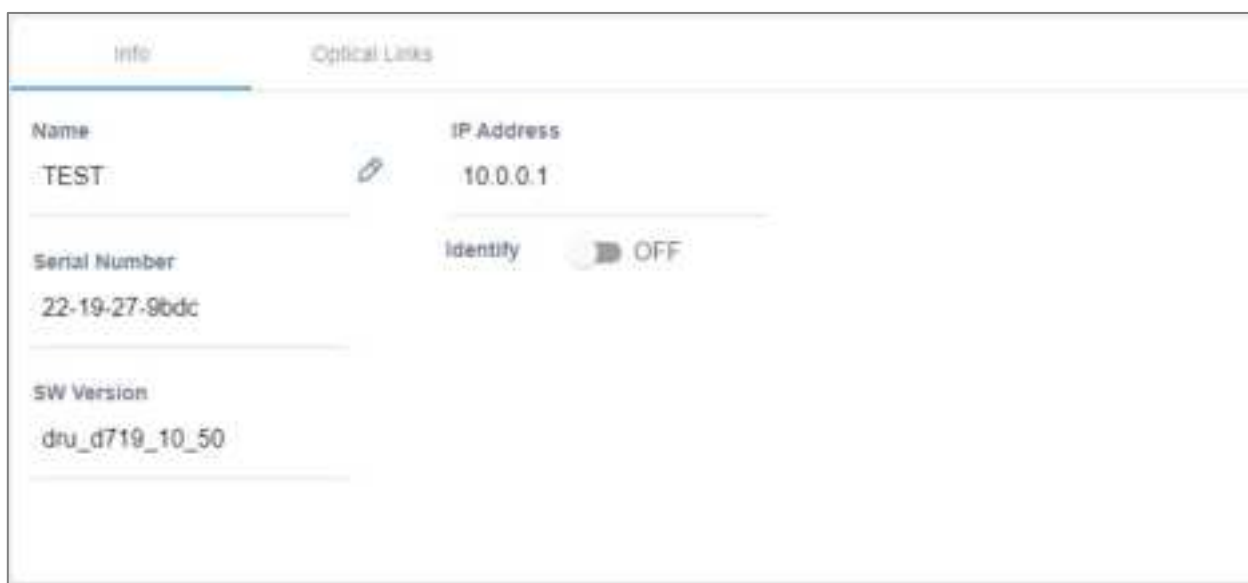 Info Optical Links
Name
TEST
IP Address
10.0.0.1
Identify OFF
Serial Number
22-19-27-9bdc
SW Version
dru_d719_10_50